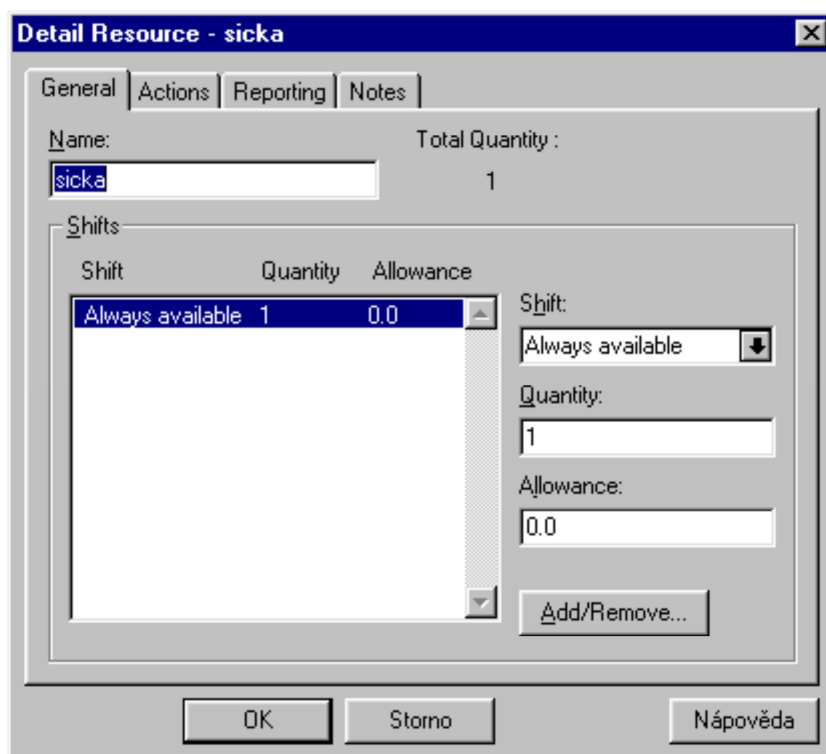 Detail Resource - sicka
General Actions Reporting Notes
Name:
Total Quantity :
sicka
1
Shifts
Shift Quantity Allowance
Always available 1 0.0
Shift:
Always available
Quantity:
1
Allowance:
0.0
Add/Remove...
OK Storno Nápověda